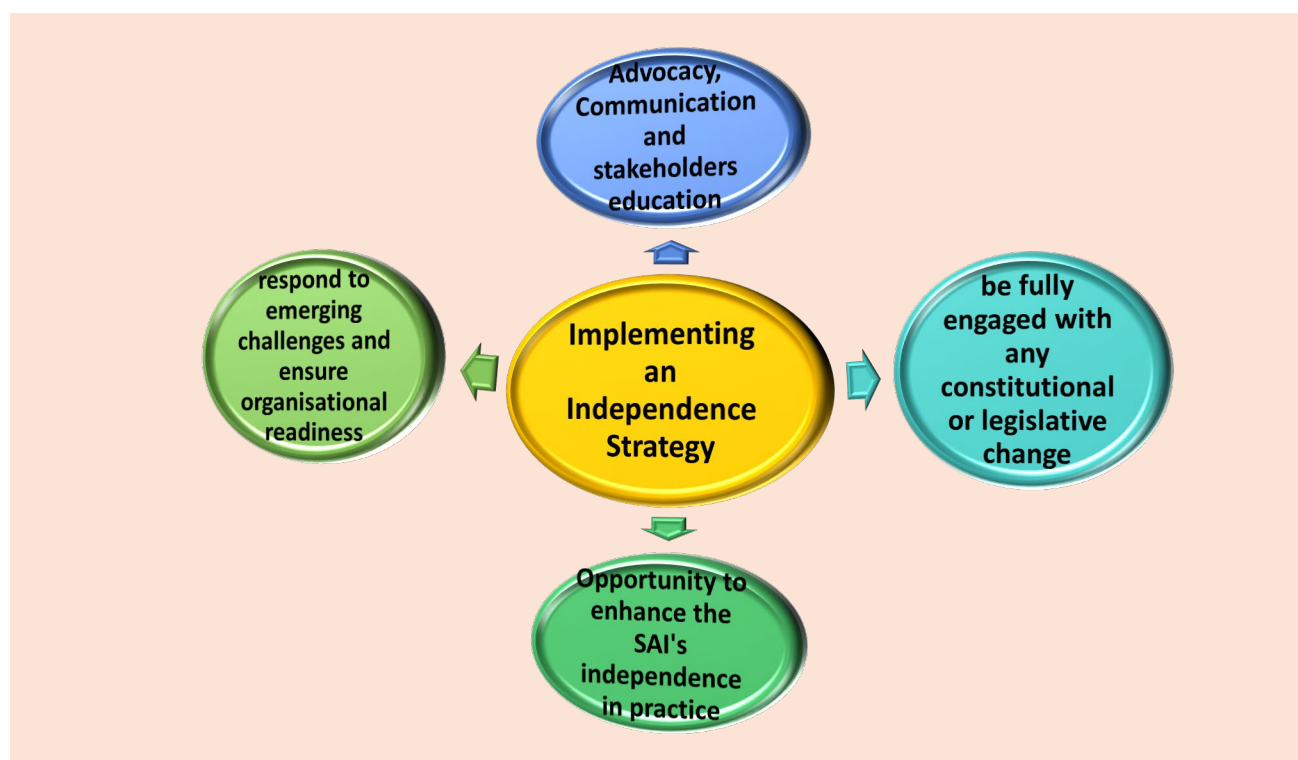 Advocacy,
Communication
and
stakeholders
education
respond to
emerging
challenges and
ensure
organisational
readiness
Implementing
an
Independence
Strategy
be fully
engaged with
any
constitutional
or legislative
change
Opportunity to
enhance the
SAI's
independence
in practice